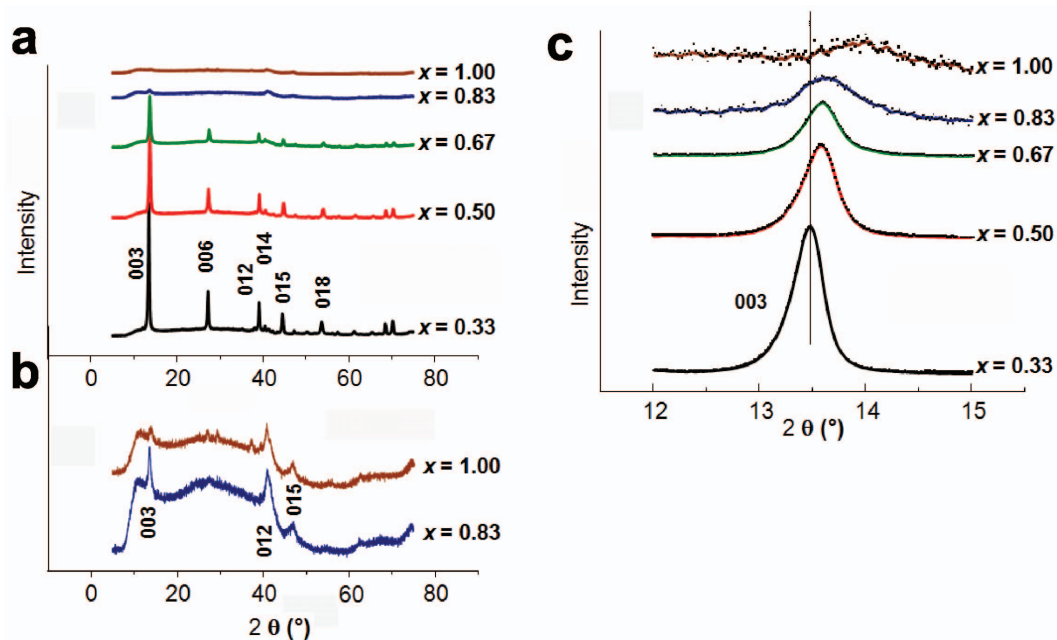 a
Intensity
x = 1.00
x = 0.83
x = 0.67
x = 0.50
x = 0.33
003
006
012
014
015
018
0 20 40 60 80
b
x = 1.00
x = 0.83
003
012
015
0 20 40 60 80
2 θ (°)
c
Intensity
x = 1.00
x = 0.83
x = 0.67
x = 0.50
x = 0.33
003
12 13 14 15
2 θ (°)